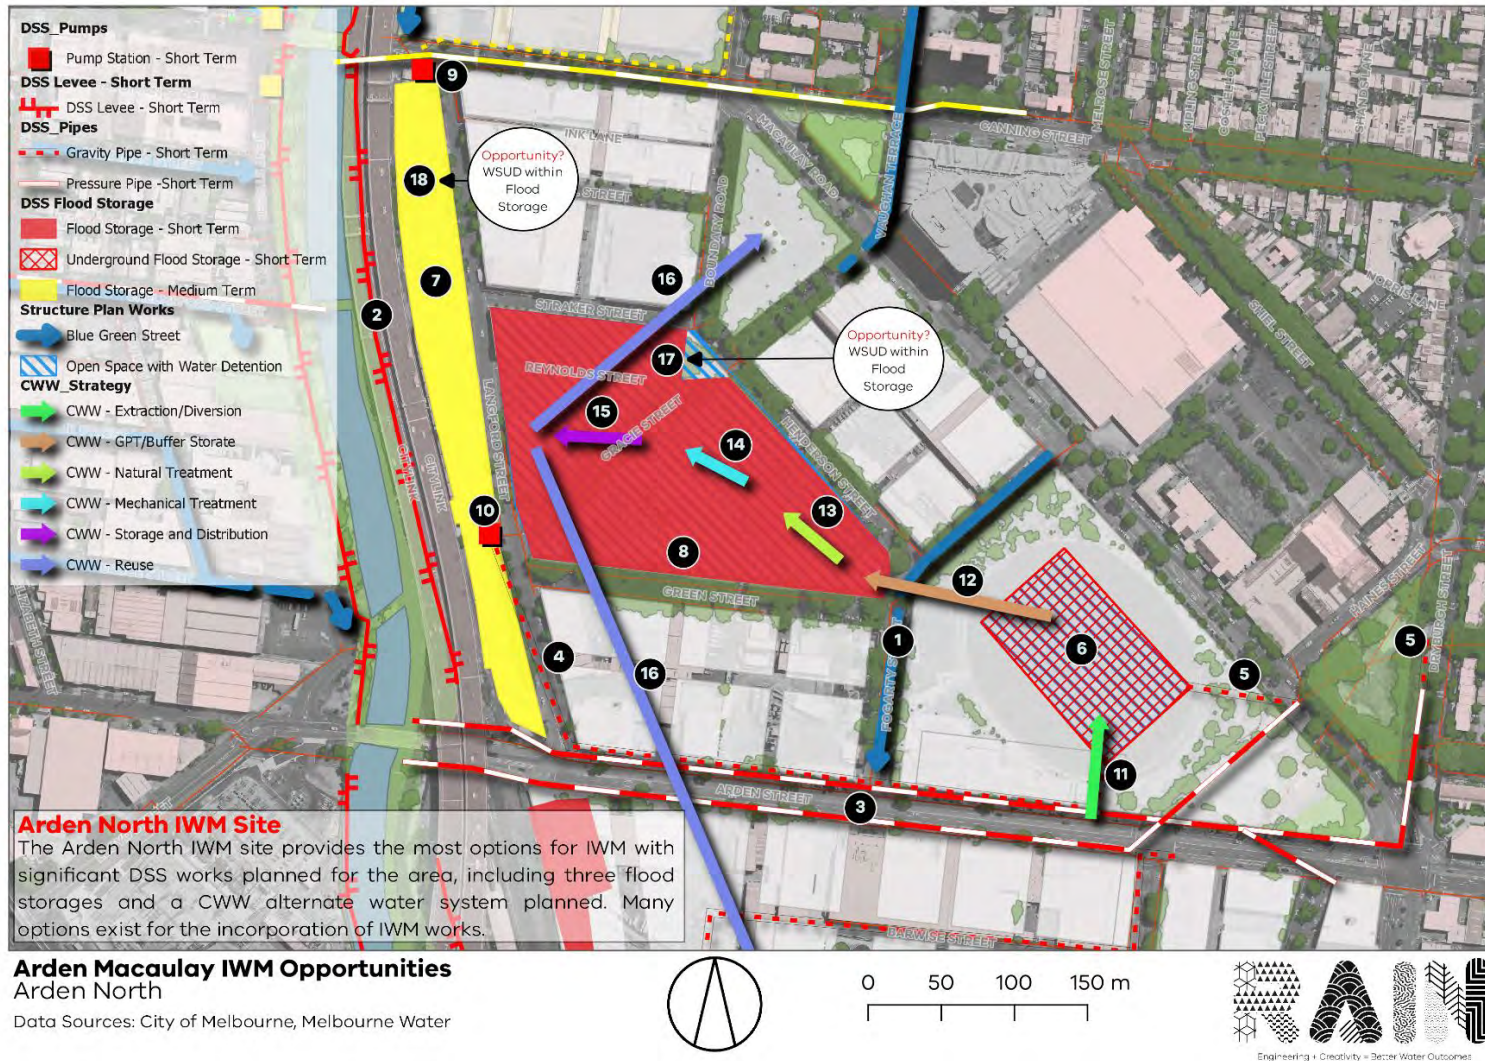 DSS_Pumps
Pump Station - Short Term
DSS Levee - Short Term
DSS Levee - Short Term
DSS_Pipes
Gravity Pipe - Short Term
Pressure Pipe -Short Term
DSS Flood Storage
Flood Storage - Short Term
Underground Flood Storage - Short Term
Flood Storage - Medium Term
Structure Plan Works
Blue Green Street
Open Space with Water Detention
CWW_Strategy
CWW - Extraction/Diversion
CWW - GPT/Buffer Storate
CWW - Natural Treatment
CWW - Mechanical Treatment
CWW - Storage and Distribution
CWW - Reuse
9
INK LANE
MACAULAY ROAD
VAUGHAN TERRACE
CANNING STREET
MELROSE STREET
SHANDS LANE
18
Opportunity?
WSUD within
Flood
Storage
STREET
BOUNDARY ROAD
7
16
STRAKER STREET
2
NORRIS LANE
SHIEL STREET
17
Opportunity?
WSUD within
Flood
Storage
REYNOLDS STREET
LANGFORD STREET
15
GRACIE STREET
14
HENDERSON STREET
CITYLINK
CITYLINK
10
13
8
12
GREEN STREET
HAINES STREET
DRYBURGH STREET
1
6
5
5
4
16
FOGARTY
ELIZABETH STREET
11
ARDEN STREET
3
BARWISE STREET
Arden North IWM Site
The Arden North IWM site provides the most options for IWM with
significant DSS works planned for the area, including three flood
storages and a CWW alternate water system planned. Many
options exist for the incorporation of IWM works.
Arden Macaulay IWM Opportunities
Arden North
Data Sources: City of Melbourne, Melbourne Water
0 50 100 150 m
RAIN
Engineering + Creativity = Better Water Outcomes